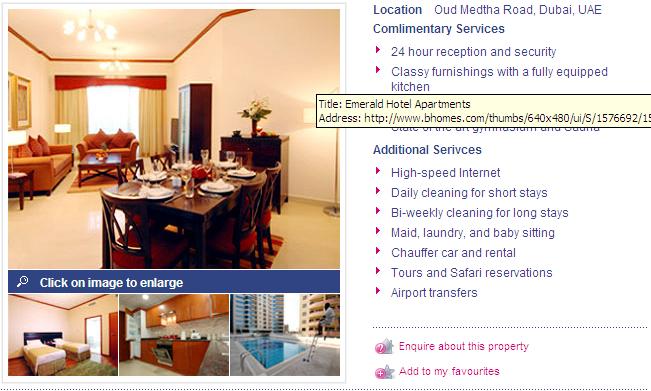 Location Oud Medtha Road, Dubai, UAE
Comlimentary Services
24 hour reception and security
Classy furnishings with a fully equipped
kitchen
Title: Emerald Hotel Apartments
Address: http://www.bhomes.com/thumbs/640x480/ui/S/1576692/15
State of the art gymnasium and Sauna
Additional Serivces
High-speed Internet
Daily cleaning for short stays
Bi-weekly cleaning for long stays
Maid, laundry, and baby sitting
Chauffer car and rental
Tours and Safari reservations
Airport transfers
Click on image to enlarge
Enquire about this property
Add to my favourites